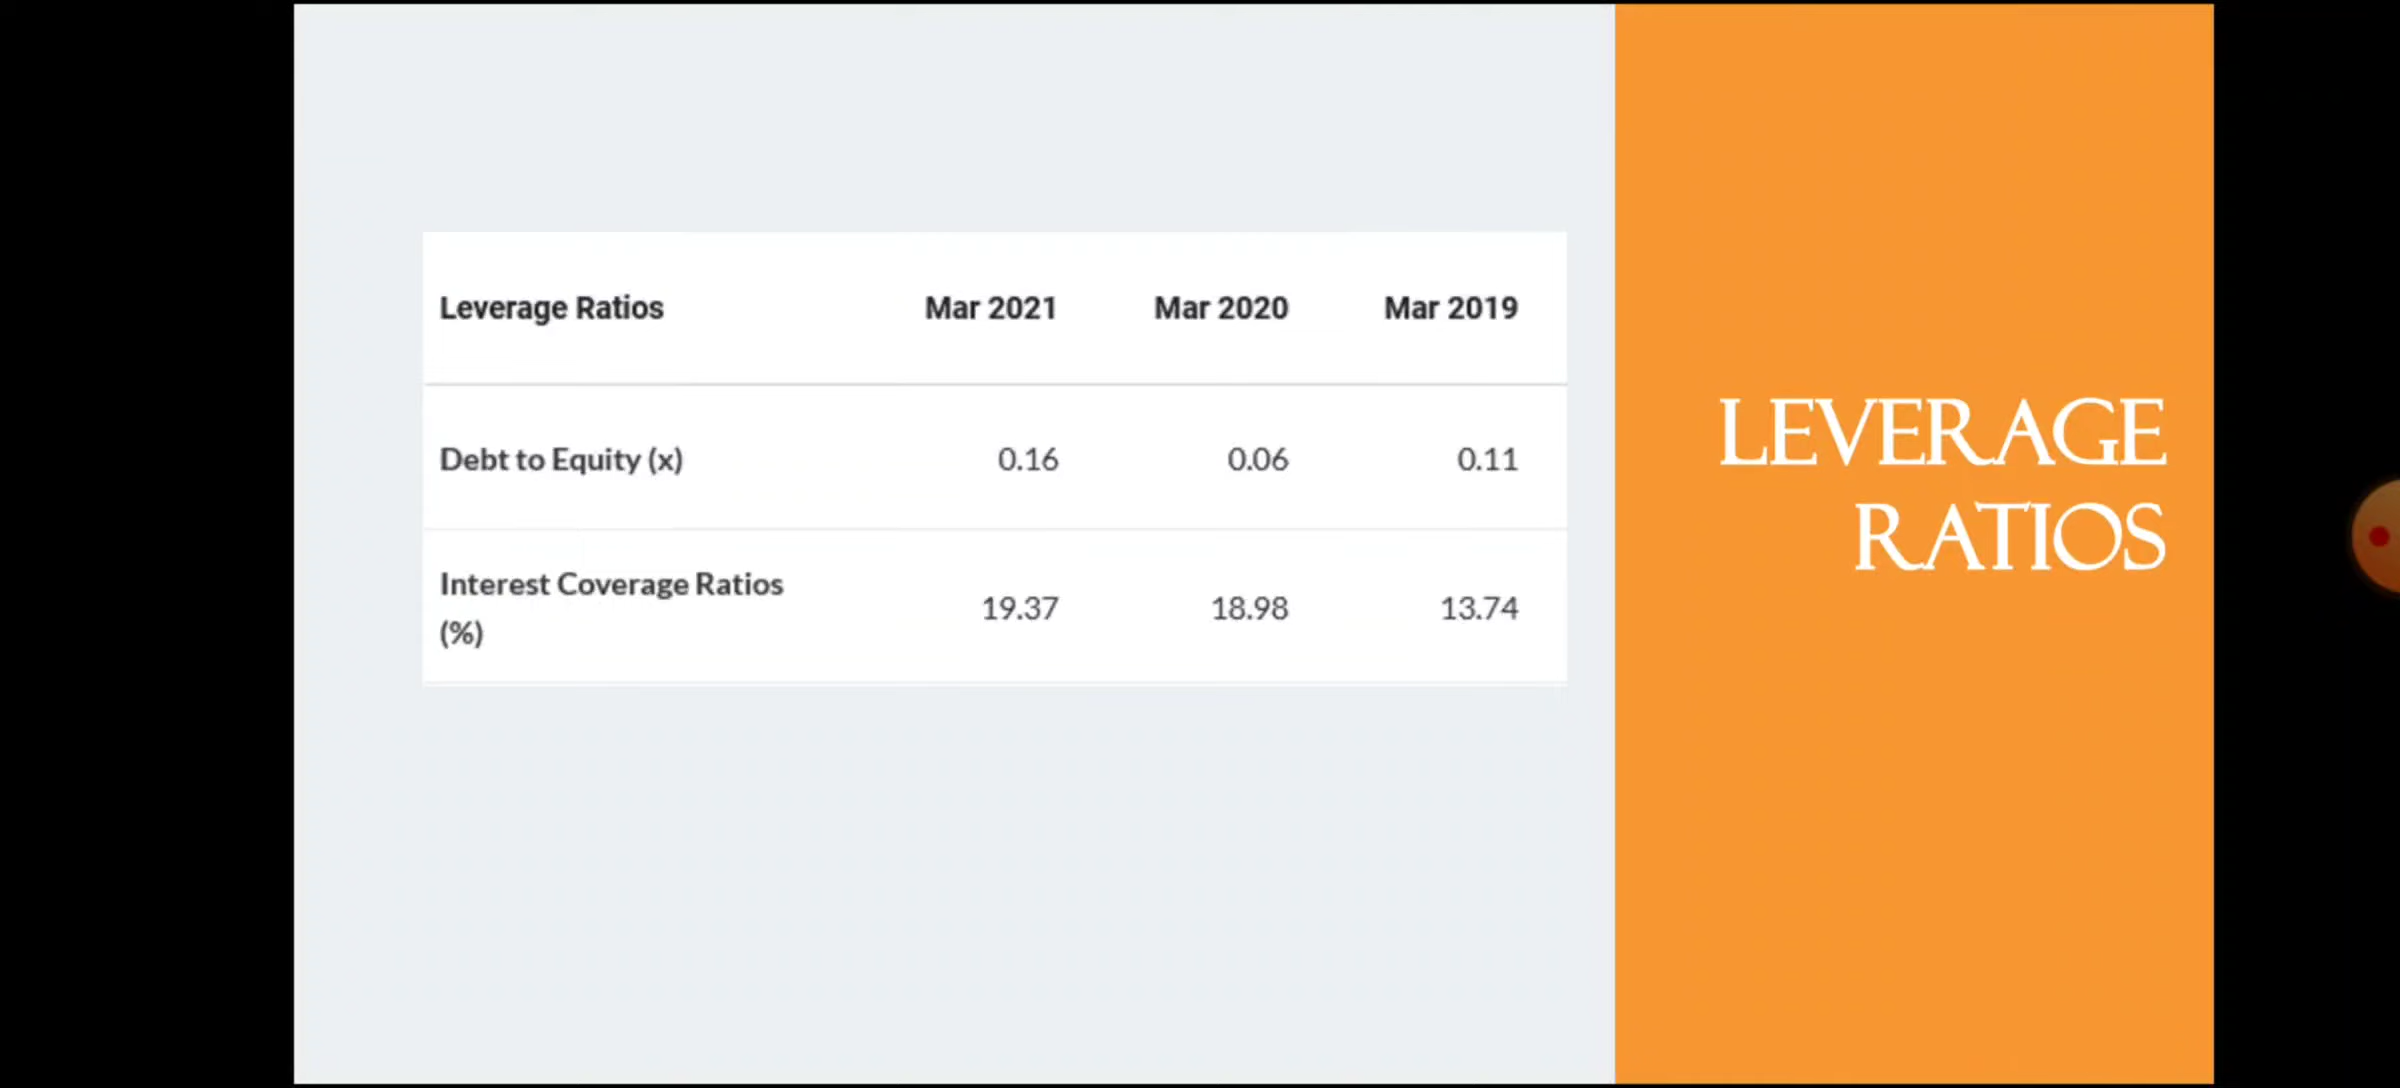 Leverage Ratios Mar 2021 Mar 2020 Mar 2019
Debt to Equity (x) 0.16 0.06 0.11
Interest Coverage Ratios
(%) 19.37 18.98 13.74
LEVERAGE
RATIOS